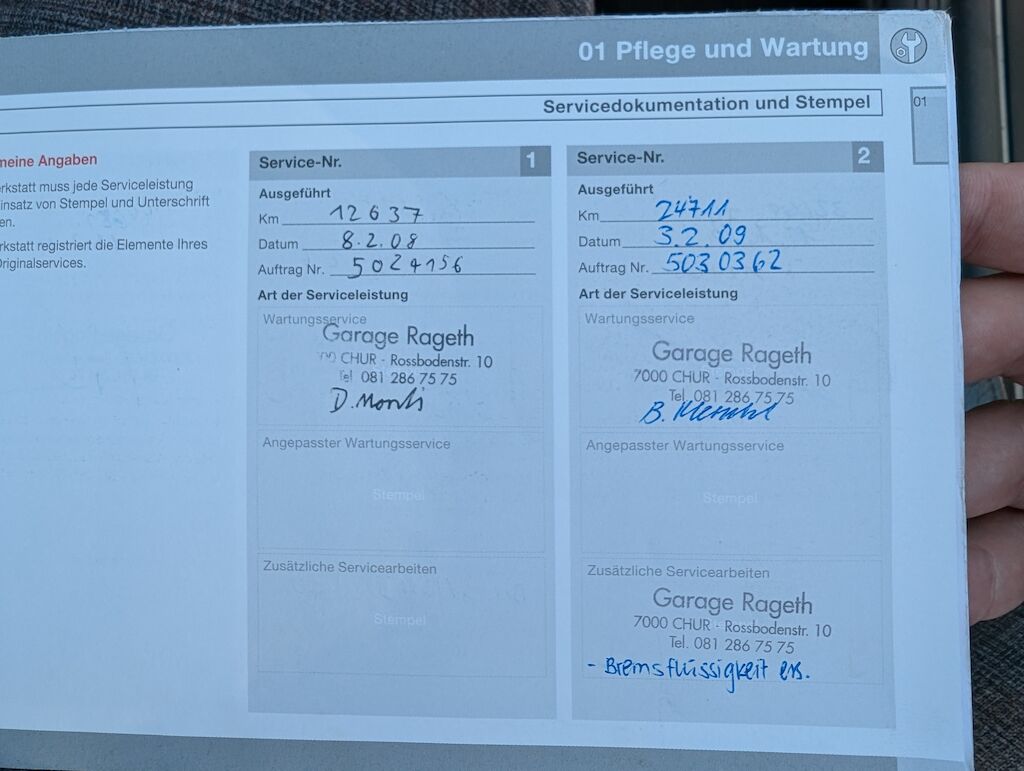 01 Pflege und Wartung
Servicedokumentation und Stempel
01
meine Angaben
rkstatt muss jede Serviceleistung
insatz von Stempel und Unterschrift
en.
rkstatt registriert die Elemente Ihres
Originalservices.
Service-Nr. 1
Ausgeführt
Km 12637
Datum 8.2.08
Auftrag Nr. 5024156
Art der Serviceleistung
Wartungsservice
Garage Rageth
CHUR - Rossbodenstr. 10
Tel 081 286 75 75
D.
Angepasster Wartungsservice
Stempel
Zusätzliche Servicearbeiten
Stempel
Service-Nr. 2
Ausgeführt
Km 24711
Datum 3.2.09
Auftrag Nr. 5030362
Art der Serviceleistung
Wartungsservice
Garage Rageth
7000 CHUR - Rossbodenstr. 10
Tel. 081 286 75 75
B.
Angepasster Wartungsservice
Stempel
Zusätzliche Servicearbeiten
Garage Rageth
7000 CHUR - Rossbodenstr. 10
Tel. 081 286 75 75
- Bremsflüssigkeit ers.